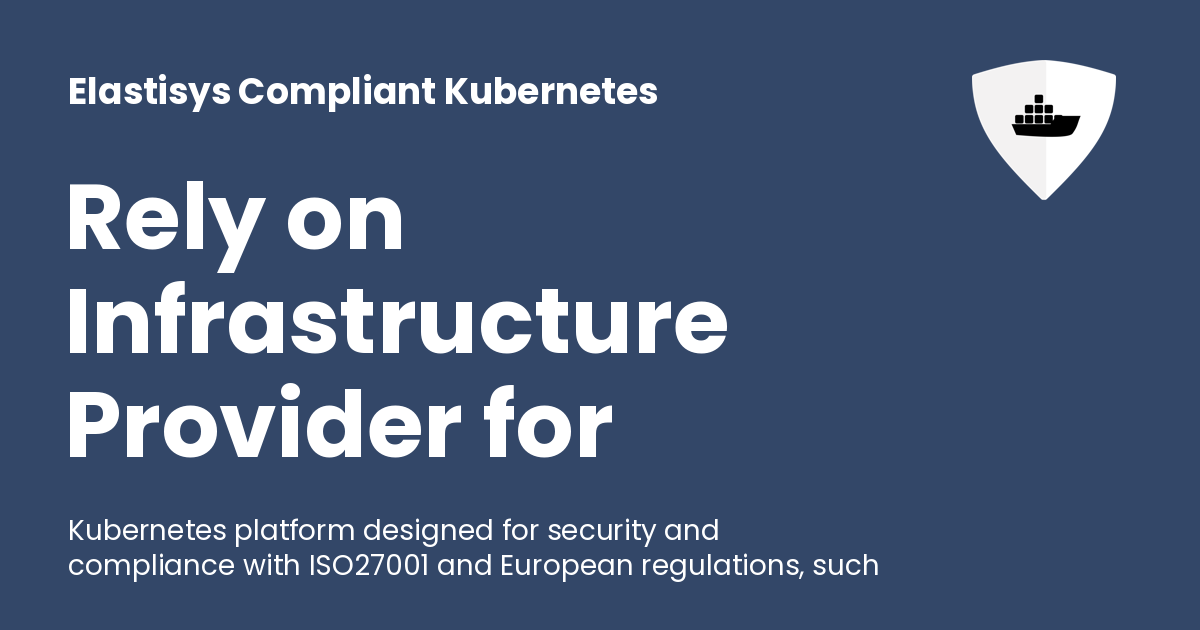 Elastisys Compliant Kubernetes
Rely on
Infrastructure
Provider for
Kubernetes platform designed for security and
compliance with ISO27001 and European regulations, such